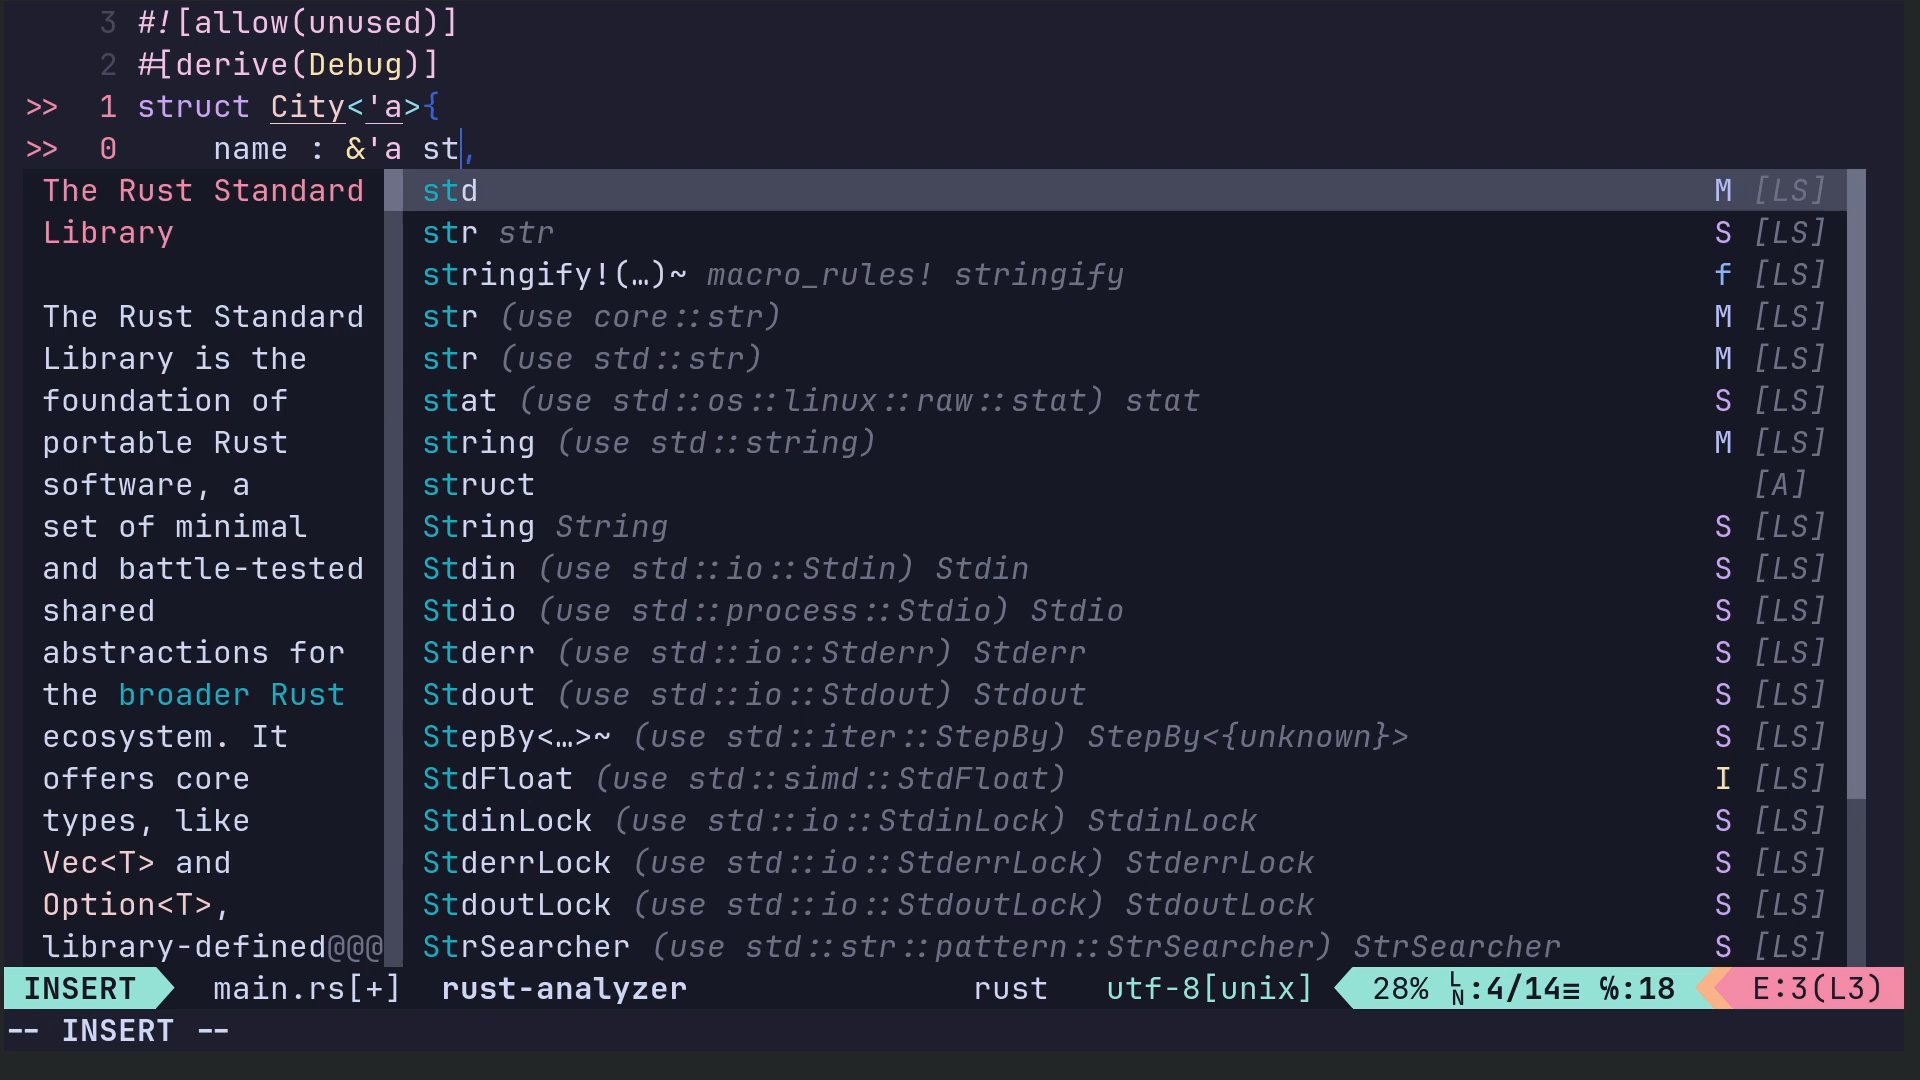 3 #![allow(unused)]
2 #[derive(Debug)]
>> 1 struct City<'a>{
>> 0     name : &'a st,
The Rust Standard
Library
The Rust Standard
Library is the
foundation of
portable Rust
software, a
set of minimal
and battle-tested
shared
abstractions for
the broader Rust
ecosystem. It
offers core
types, like
Vec<T> and
Option<T>,
library-defined@@@
std M [LS]
str str S [LS]
stringify!(…)~ macro_rules! stringify f [LS]
str (use core::str) M [LS]
str (use std::str) M [LS]
stat (use std::os::linux::raw::stat) stat S [LS]
string (use std::string) M [LS]
struct [A]
String String S [LS]
Stdin (use std::io::Stdin) Stdin S [LS]
Stdio (use std::process::Stdio) Stdio S [LS]
Stderr (use std::io::Stderr) Stderr S [LS]
Stdout (use std::io::Stdout) Stdout S [LS]
StepBy<…>~ (use std::iter::StepBy) StepBy<{unknown}> S [LS]
StdFloat (use std::simd::StdFloat) I [LS]
StdinLock (use std::io::StdinLock) StdinLock S [LS]
StderrLock (use std::io::StderrLock) StderrLock S [LS]
StdoutLock (use std::io::StdoutLock) StdoutLock S [LS]
StrSearcher (use std::str::pattern::StrSearcher) StrSearcher S [LS]
INSERT main.rs[+] rust-analyzer rust utf-8[unix] 28% LN:4/14≡ ℅:18 E:3(L3)
-- INSERT --